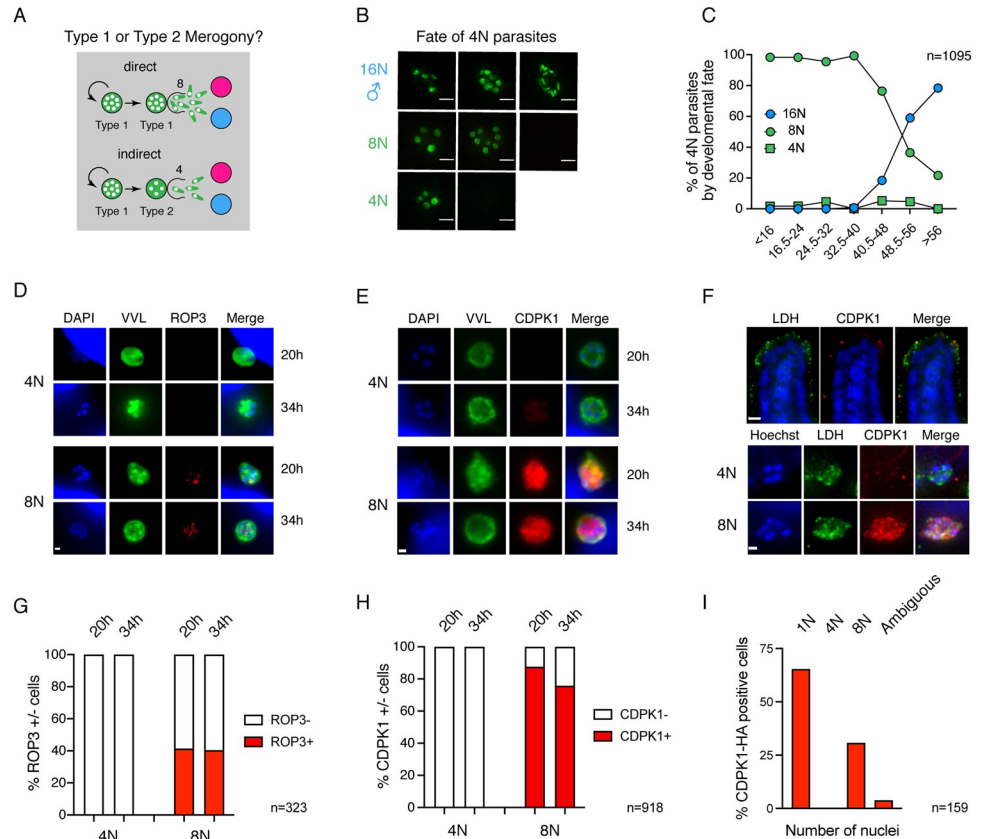 A
Type 1 or Type 2 Merogony?
direct
8
Type 1 Type 1
indirect
4
Type 1 Type 2
B
Fate of 4N parasites
16N
♂
8N
4N
C
n=1095
% of 4N parasites
by develomental fate
100
80
60
40
20
0
16N
8N
4N
<16
16.5-24
24.5-32
32.5-40
40.5-48
48.5-56
>56
D
DAPI VVL ROP3 Merge
4N
20h
34h
8N
20h
34h
E
DAPI VVL CDPK1 Merge
4N
20h
34h
8N
20h
34h
F
LDH CDPK1 Merge
Hoechst LDH CDPK1 Merge
4N
8N
G
20h 34h 20h 34h
% ROP3 +/- cells
100
80
60
40
20
0
ROP3-
ROP3+
n=323
4N 8N
H
20h 34h 20h 34h
% CDPK1 +/- cells
100
80
60
40
20
0
CDPK1-
CDPK1+
n=918
4N 8N
I
1N 4N 8N Ambiguous
% CDPK1-HA positive cells
75
50
25
0
n=159
Number of nuclei